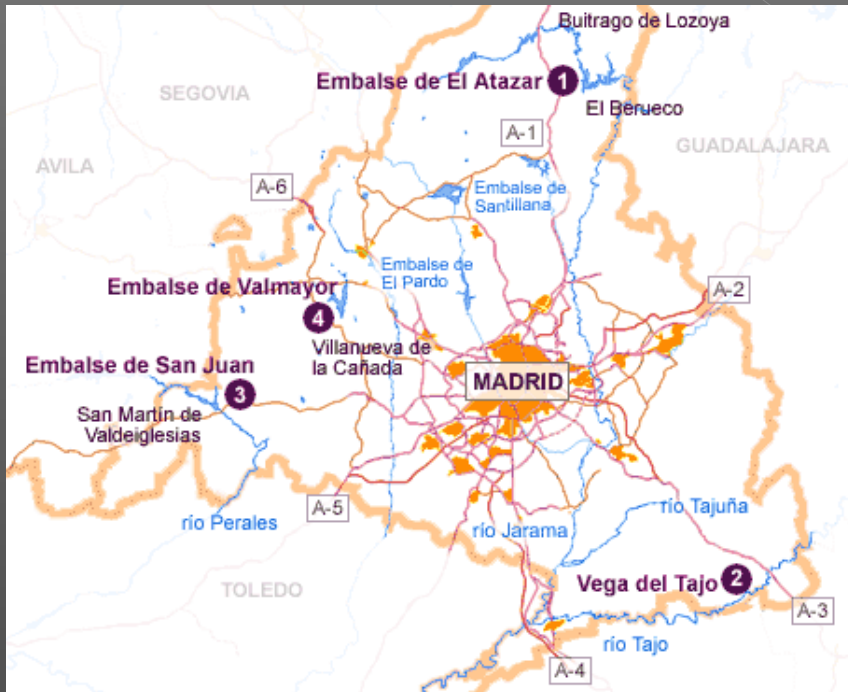 Buitrago de Lozoya
Embalse de El Atazar 1
SEGOVIA
El Berueco
A-1
GUADALAJARA
AVILA
A-6
Embalse de
Santillana
Embalse de
El Pardo
Embalse de Valmayor
A-2
4
Villanueva de
la Cañada
Embalse de San Juan
MADRID
3
San Martín de
Valdeiglesias
A-5
río Perales
río Jarama
río Tajuña
TOLEDO
Vega del Tajo 2
A-3
río Tajo
A-4